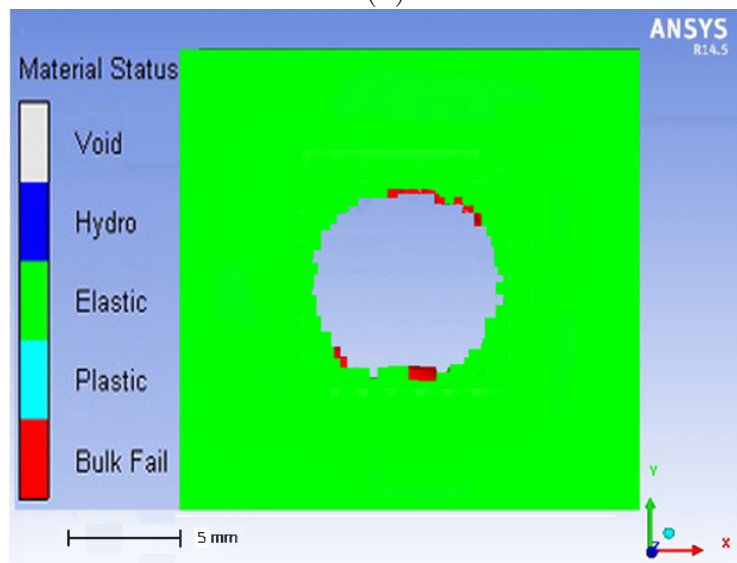 ANSYS
R14.5
Material Status
Void
Hydro
Elastic
Plastic
Bulk Fail
5 mm
Y
Z
X